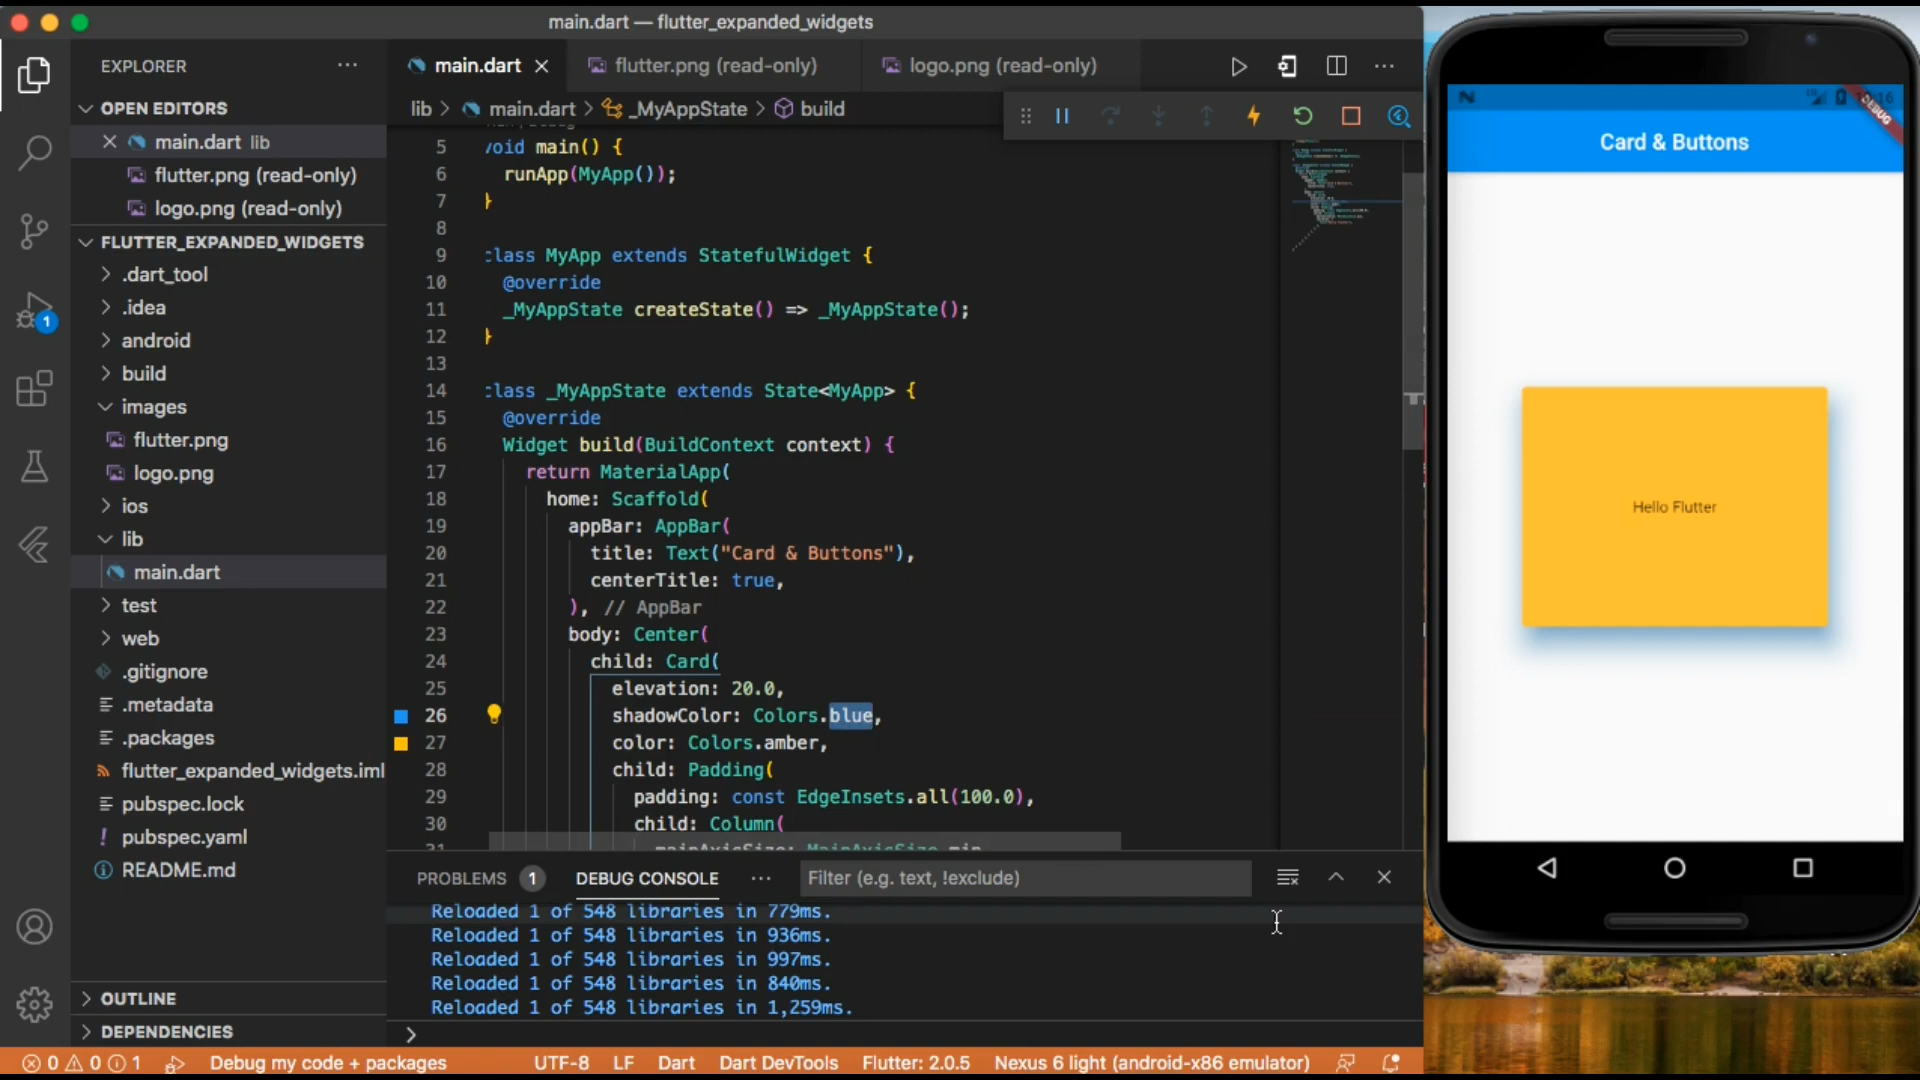 main.dart — flutter_expanded_widgets
EXPLORER
main.dart
flutter.png (read-only)
logo.png (read-only)
OPEN EDITORS
main.dart lib
flutter.png (read-only)
logo.png (read-only)
FLUTTER_EXPANDED_WIDGETS
.dart_tool
.idea
android
build
images
flutter.png
logo.png
ios
lib
main.dart
test
web
.gitignore
.metadata
.packages
flutter_expanded_widgets.iml
pubspec.lock
pubspec.yaml
README.md
OUTLINE
DEPENDENCIES
1
lib > main.dart > _MyAppState > build
5 void main() {
6 runApp(MyApp());
7 }
8
9 class MyApp extends StatefulWidget {
10 @override
11 _MyAppState createState() => _MyAppState();
12 }
13
14 class _MyAppState extends State<MyApp> {
15 @override
16 Widget build(BuildContext context) {
17 return MaterialApp(
18 home: Scaffold(
19 appBar: AppBar(
20 title: Text("Card & Buttons"),
21 centerTitle: true,
22 ), // AppBar
23 body: Center(
24 child: Card(
25 elevation: 20.0,
26 shadowColor: Colors.blue,
27 color: Colors.amber,
28 child: Padding(
29 padding: const EdgeInsets.all(100.0),
30 child: Column(
31 mainAxisSize: MainAxisSize.min
PROBLEMS 1 DEBUG CONSOLE Filter (e.g. text, !exclude)
Reloaded 1 of 548 libraries in 779ms.
Reloaded 1 of 548 libraries in 936ms.
Reloaded 1 of 548 libraries in 997ms.
Reloaded 1 of 548 libraries in 840ms.
Reloaded 1 of 548 libraries in 1,259ms.
0 0 1 Debug my code + packages UTF-8 LF Dart Dart DevTools Flutter: 2.0.5 Nexus 6 light (android-x86 emulator)
DEBUG
Card & Buttons
Hello Flutter